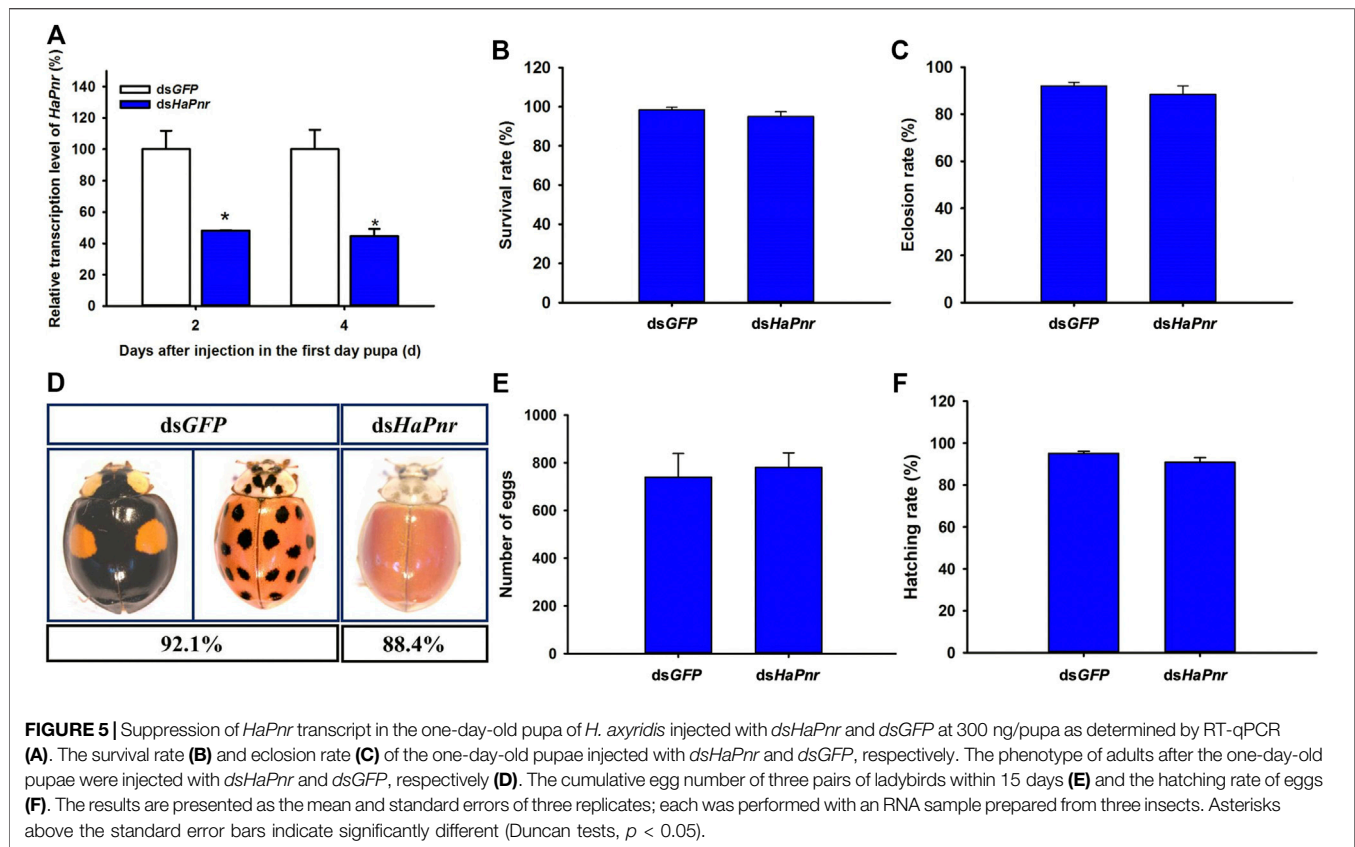 A
Relative transcription level of HaPnr (%)
140
120
100
80
60
40
20
0
dsGFP
dsHaPnr
*
*
2
4
Days after injection in the first day pupa (d)
B
Survival rate (%)
120
100
80
60
40
20
0
dsGFP
dsHaPnr
C
Eclosion rate (%)
100
80
60
40
20
0
dsGFP
dsHaPnr
D
dsGFP
dsHaPnr
92.1%
88.4%
E
Number of eggs
1000
800
600
400
200
0
dsGFP
dsHaPnr
F
Hatching rate (%)
120
100
80
60
40
20
0
dsGFP
dsHaPnr
FIGURE 5 | Suppression of HaPnr transcript in the one-day-old pupa of H. axyridis injected with dsHaPnr and dsGFP at 300 ng/pupa as determined by RT-qPCR
(A). The survival rate (B) and eclosion rate (C) of the one-day-old pupae injected with dsHaPnr and dsGFP, respectively. The phenotype of adults after the one-day-old
pupae were injected with dsHaPnr and dsGFP, respectively (D). The cumulative egg number of three pairs of ladybirds within 15 days (E) and the hatching rate of eggs
(F). The results are presented as the mean and standard errors of three replicates; each was performed with an RNA sample prepared from three insects. Asterisks
above the standard error bars indicate significantly different (Duncan tests, p < 0.05).